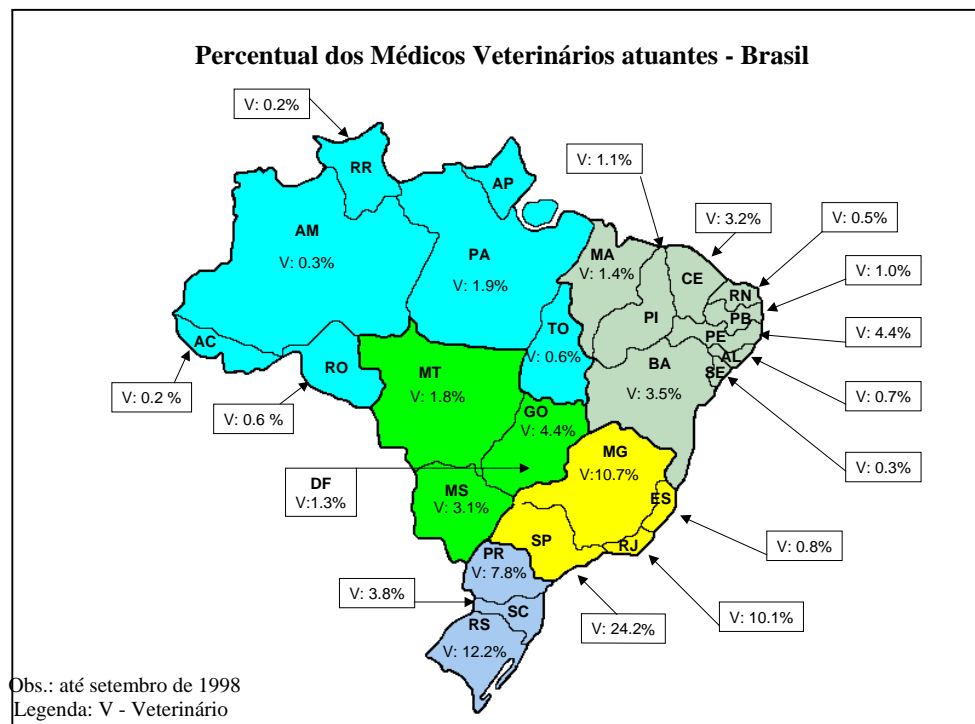 Percentual dos Médicos Veterinários atuantes - Brasil
V: 0.2%
RR
AP
V: 1.1%
V: 3.2%
V: 0.5%
AM
V: 0.3%
PA
V: 1.9%
MA
V: 1.4%
CE
RN
V: 1.0%
PI
PB
PE
V: 4.4%
TO
V: 0.6%
AC
RO
MT
V: 1.8%
BA
V: 3.5%
AL
SE
V: 0.2 %
V: 0.6 %
V: 0.7%
GO
V: 4.4%
MG
V:10.7%
V: 0.3%
DF
V:1.3%
MS
V: 3.1%
ES
SP
RJ
V: 0.8%
PR
V: 7.8%
V: 3.8%
SC
V: 24.2%
V: 10.1%
RS
V: 12.2%
Obs.: até setembro de 1998
Legenda: V - Veterinário